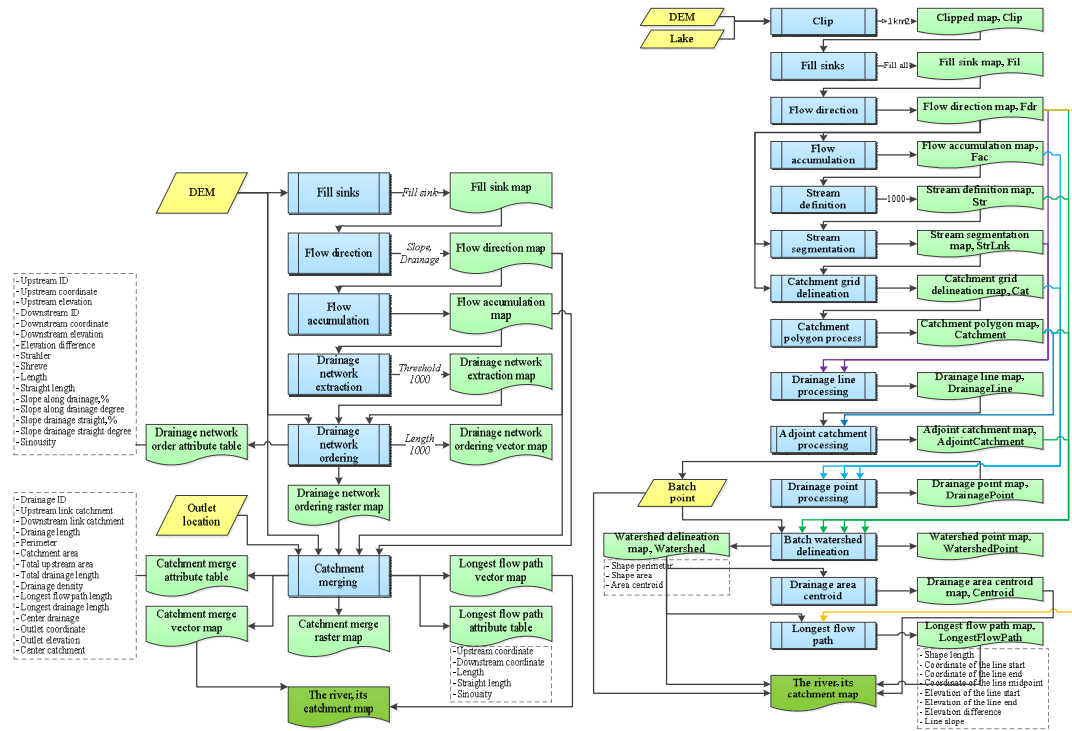 DEM
Fill sinks
Fill sink
Fill sink map
Flow direction
Slope,
Drainage
Flow direction map
Flow
accumulation
Flow accumulation
map
Drainage
network
extraction
Threshold
1000
Drainage network
extraction map
- Upstream ID
- Upstream coordinate
- Upstream elevation
- Downstream ID
- Downstream coordinate
- Downstream elevation
- Elevation difference
- Strahler
- Shreve
- Length
- Straight length
- Slope along drainage,%
- Slope along drainage degree
- Slope drainage straight,%
- Slope drainage straight degree
- Sinousity
Drainage network
order attribute table
Drainage
network
ordering
Length
1000
Drainage network
ordering vector map
Drainage network
ordering raster map
Outlet
location
- Drainage ID
- Upstream link catchment
- Downstream link catchment
- Drainage length
- Perimeter
- Catchment area
- Total upstream area
- Total drainage length
- Drainage density
- Longest flow path length
- Longest drainage length
- Center drainage
- Outlet coordinate
- Outlet elevation
- Center catchment
Catchment merge
attribute table
Catchment
merging
Longest flow path
vector map
Catchment merge
vector map
Catchment merge
raster map
Longest flow path
attribute table
- Upstream coordinate
- Downstream coordinate
- Length
- Straight length
- Sinousity
The river, its
catchment map
DEM
Lake
Clip
1km2
Clipped map, Clip
Fill sinks
Fill all
Fill sink map, Fil
Flow direction
Flow direction map, Fdr
Flow
accumulation
Flow accumulation map,
Fac
Stream
definition
1000
Stream definition map,
Str
Stream
segmentation
Stream segmentation
map, StrLnk
Catchment grid
delineation
Catchment grid
delineation map, Cat
Catchment
polygon process
Catchment polygon map,
Catchment
Drainage line
processing
Drainage line map,
DrainageLine
Adjoint catchment
processing
Adjoint catchment map,
AdjointCatchment
Batch
point
Drainage point
processing
Drainage point map,
DrainagePoint
Watershed delineation
map, Watershed
- Shape perimeter
- Shape area
- Area centroid
Batch watershed
delineation
Watershed point map,
WatershedPoint
Drainage area
centroid
Drainage area centroid
map, Centroid
Longest flow
path
Longest flow path map,
LongestFlowPath
- Shape length
- Coordinate of the line start
- Coordinate of the line end
- Coordinate of the line midpoint
- Elevation of the line start
- Elevation of the line end
- Elevation difference
- Line slope
The river, its
catchment map